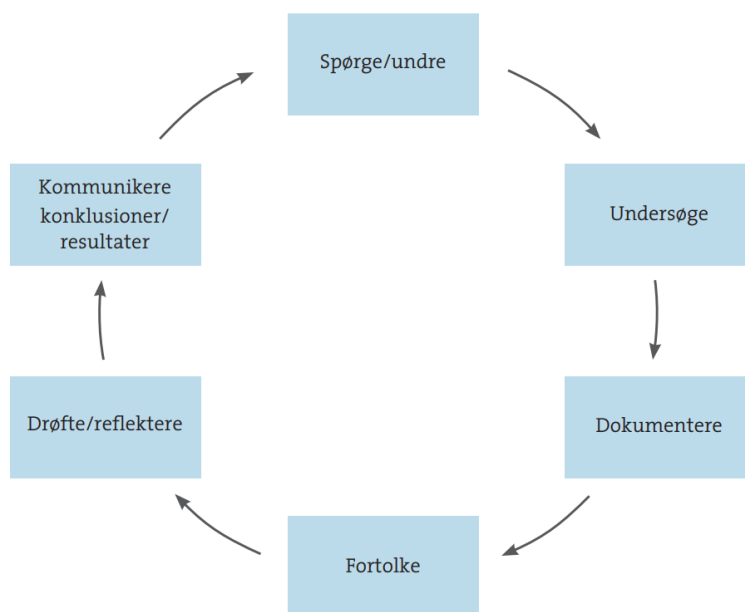 Spørge/undre
Undersøge
Dokumentere
Fortolke
Drøfte/reflektere
Kommunikere
konklusioner/
resultater